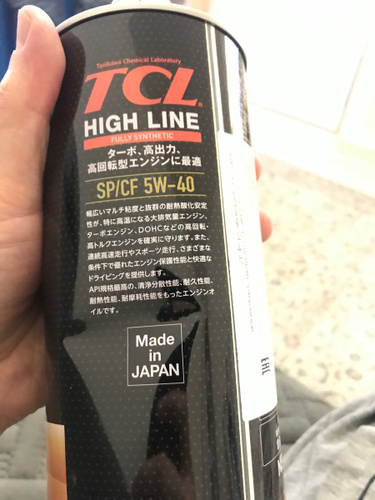 Tanikawa Chemical Laboratory
TCL®
HIGH LINE
FULLY SYNTHETIC
ターボ、高出力、
高回転型エンジンに最適
SP/CF 5W-40
幅広いマルチ粘度と抜群の耐熱酸化安定
性が、特に高温になる大排気量エンジン、
ターボエンジン、DOHCなどの高回転・
高トルクエンジンを確実に守ります。また、
連続高速走行やスポーツ走行、さまざまな
条件下で優れたエンジン保護性能と快適な
ドライビングを提供します。
API規格最高の、清浄分散性能、耐久性能、
耐熱性能、耐摩耗性能をもったエンジンオ
イルです。
Made
in
JAPAN
EAC